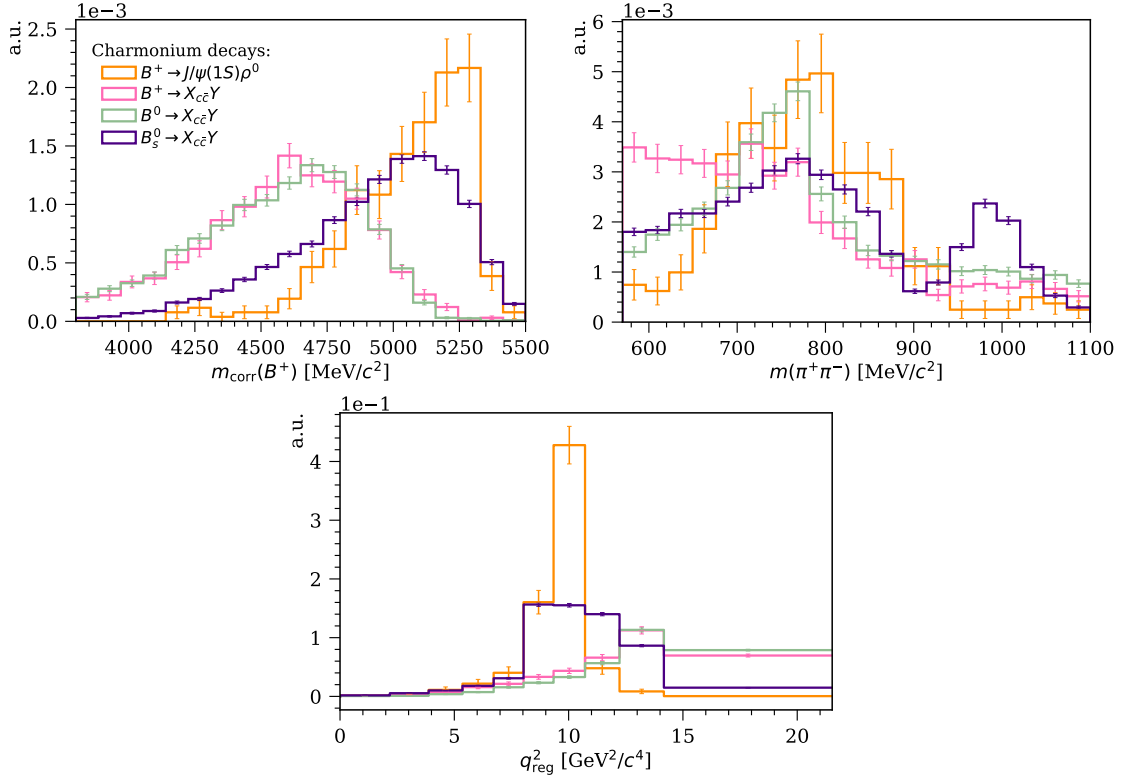 1e−3
a.u.
2.5
2.0
1.5
1.0
0.5
0.0
Charmonium decays:
B⁺ → J/ψ(1S)ρ⁰
B⁺ → X_{cc̄}Y
B⁰ → X_{cc̄}Y
B_s⁰ → X_{cc̄}Y
4000 4250 4500 4750 5000 5250 5500
m_corr(B⁺) [MeV/c²]
1e−3
a.u.
6
5
4
3
2
1
0
600 700 800 900 1000 1100
m(π⁺π⁻) [MeV/c²]
1e−1
a.u.
4
3
2
1
0
0 5 10 15 20
q²_reg [GeV²/c⁴]